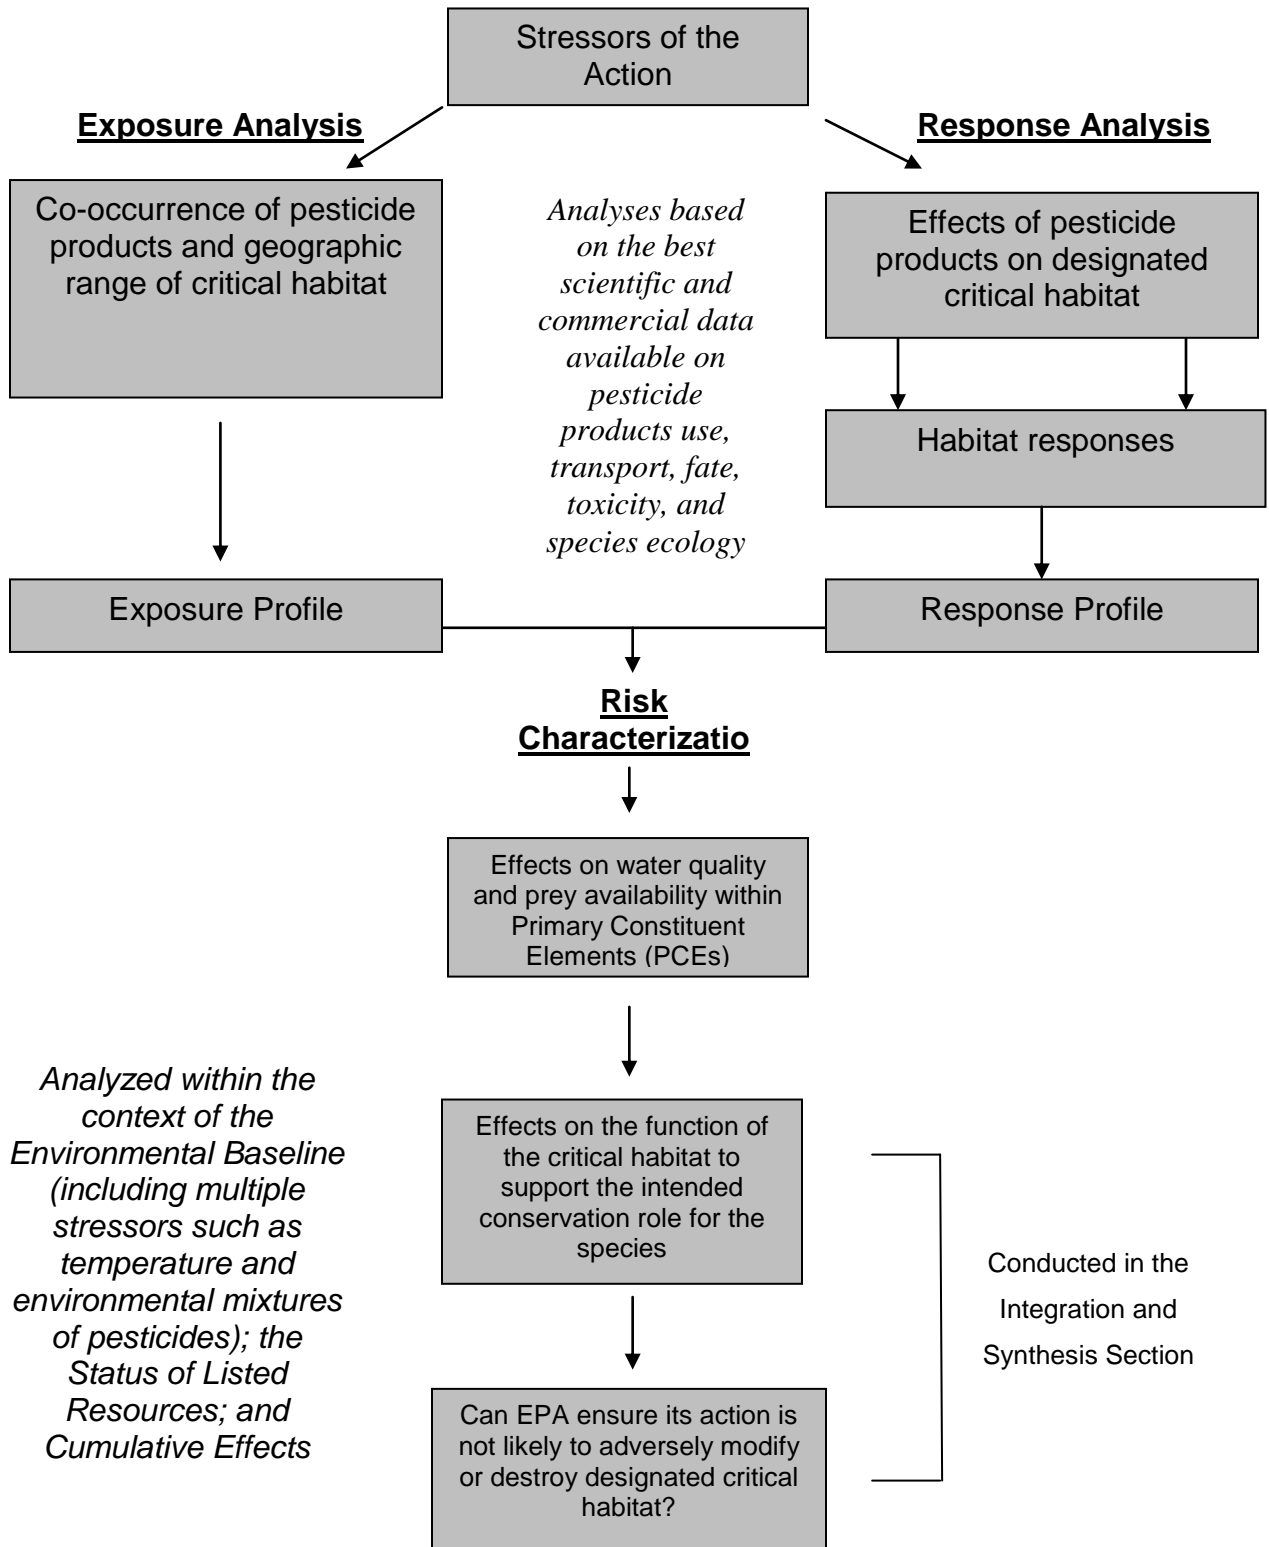 Stressors of the
Action
Exposure Analysis
Response Analysis
Co-occurrence of pesticide
products and geographic
range of critical habitat
Analyses based
on the best
scientific and
commercial data
available on
pesticide
products use,
transport, fate,
toxicity, and
species ecology
Effects of pesticide
products on designated
critical habitat
Habitat responses
Exposure Profile
Response Profile
Risk
Characterizatio
Effects on water quality
and prey availability within
Primary Constituent
Elements (PCEs)
Analyzed within the
context of the
Environmental Baseline
(including multiple
stressors such as
temperature and
environmental mixtures
of pesticides); the
Status of Listed
Resources; and
Cumulative Effects
Effects on the function of
the critical habitat to
support the intended
conservation role for the
species
Conducted in the
Integration and
Synthesis Section
Can EPA ensure its action is
not likely to adversely modify
or destroy designated critical
habitat?